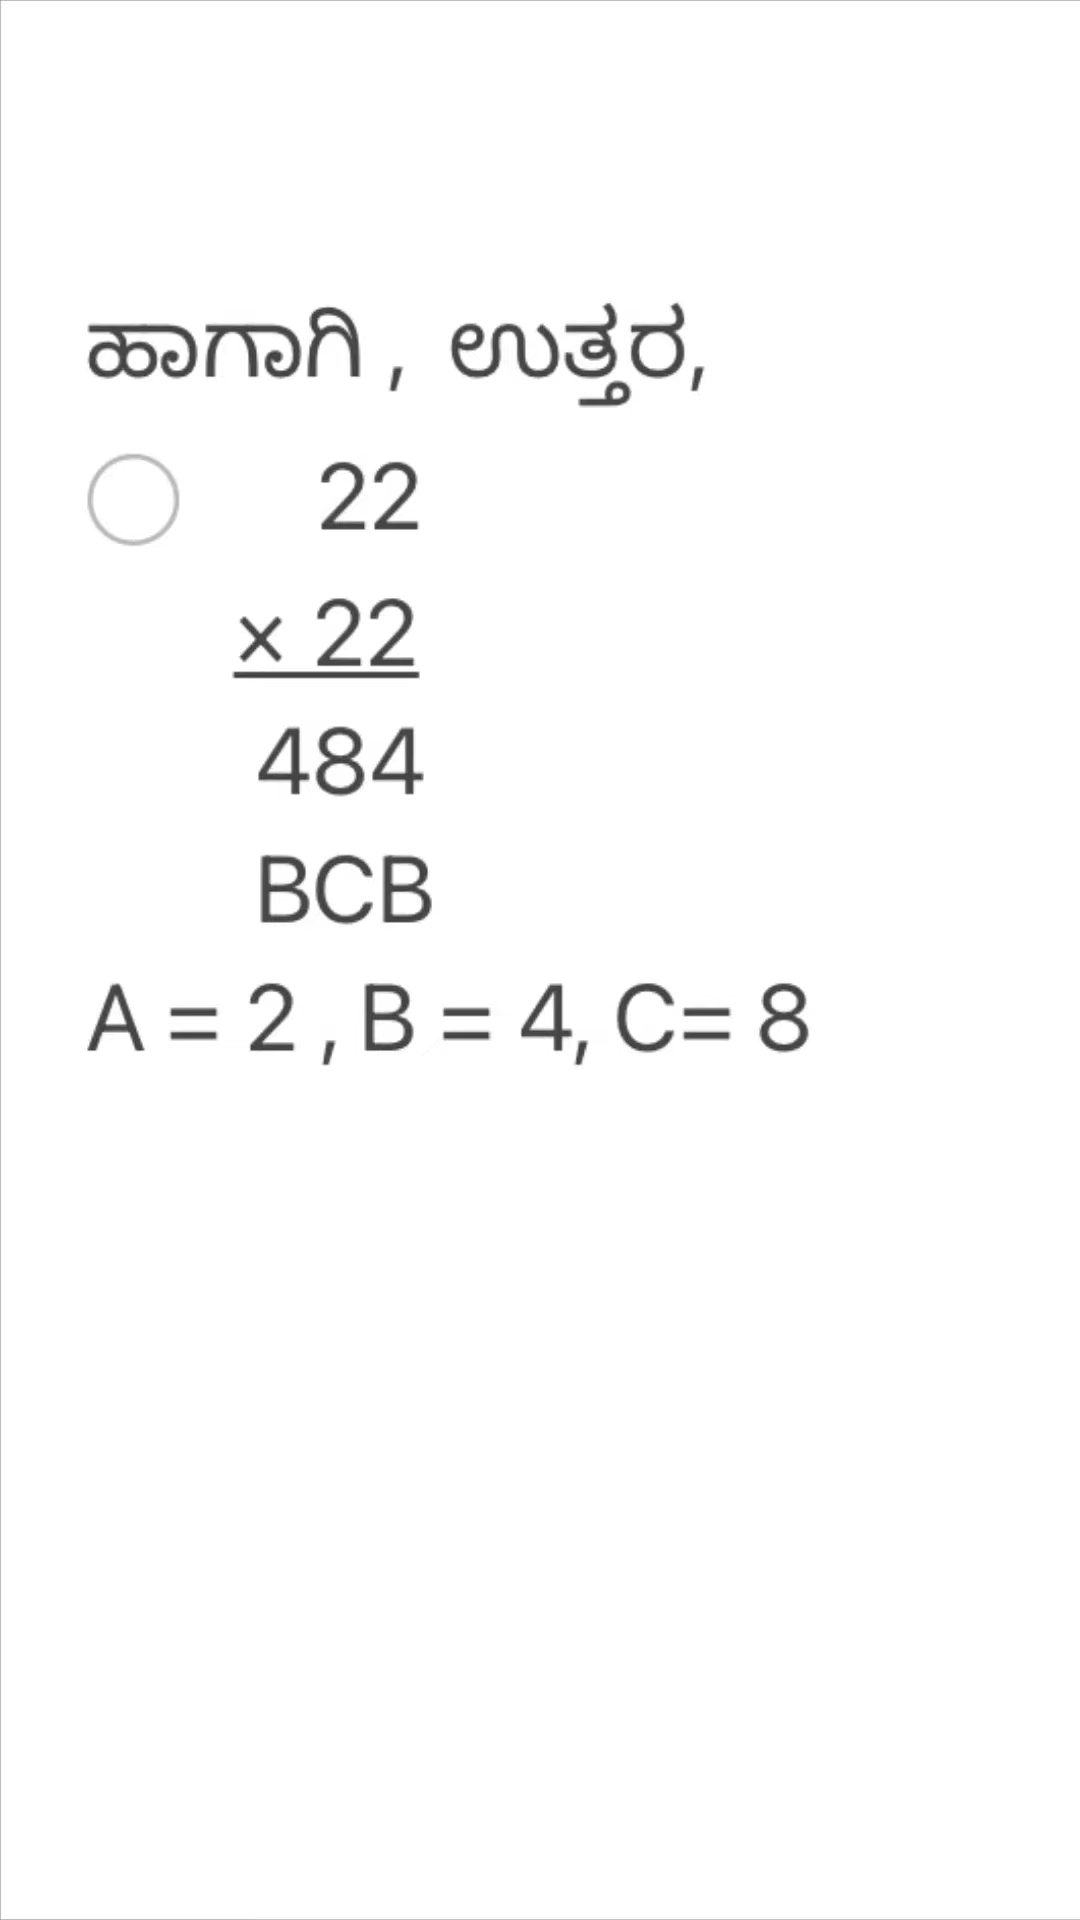 ಹಾಗಾಗಿ , ಉತ್ತರ,
22
× 22
484
BCB
A = 2 , B = 4, C= 8